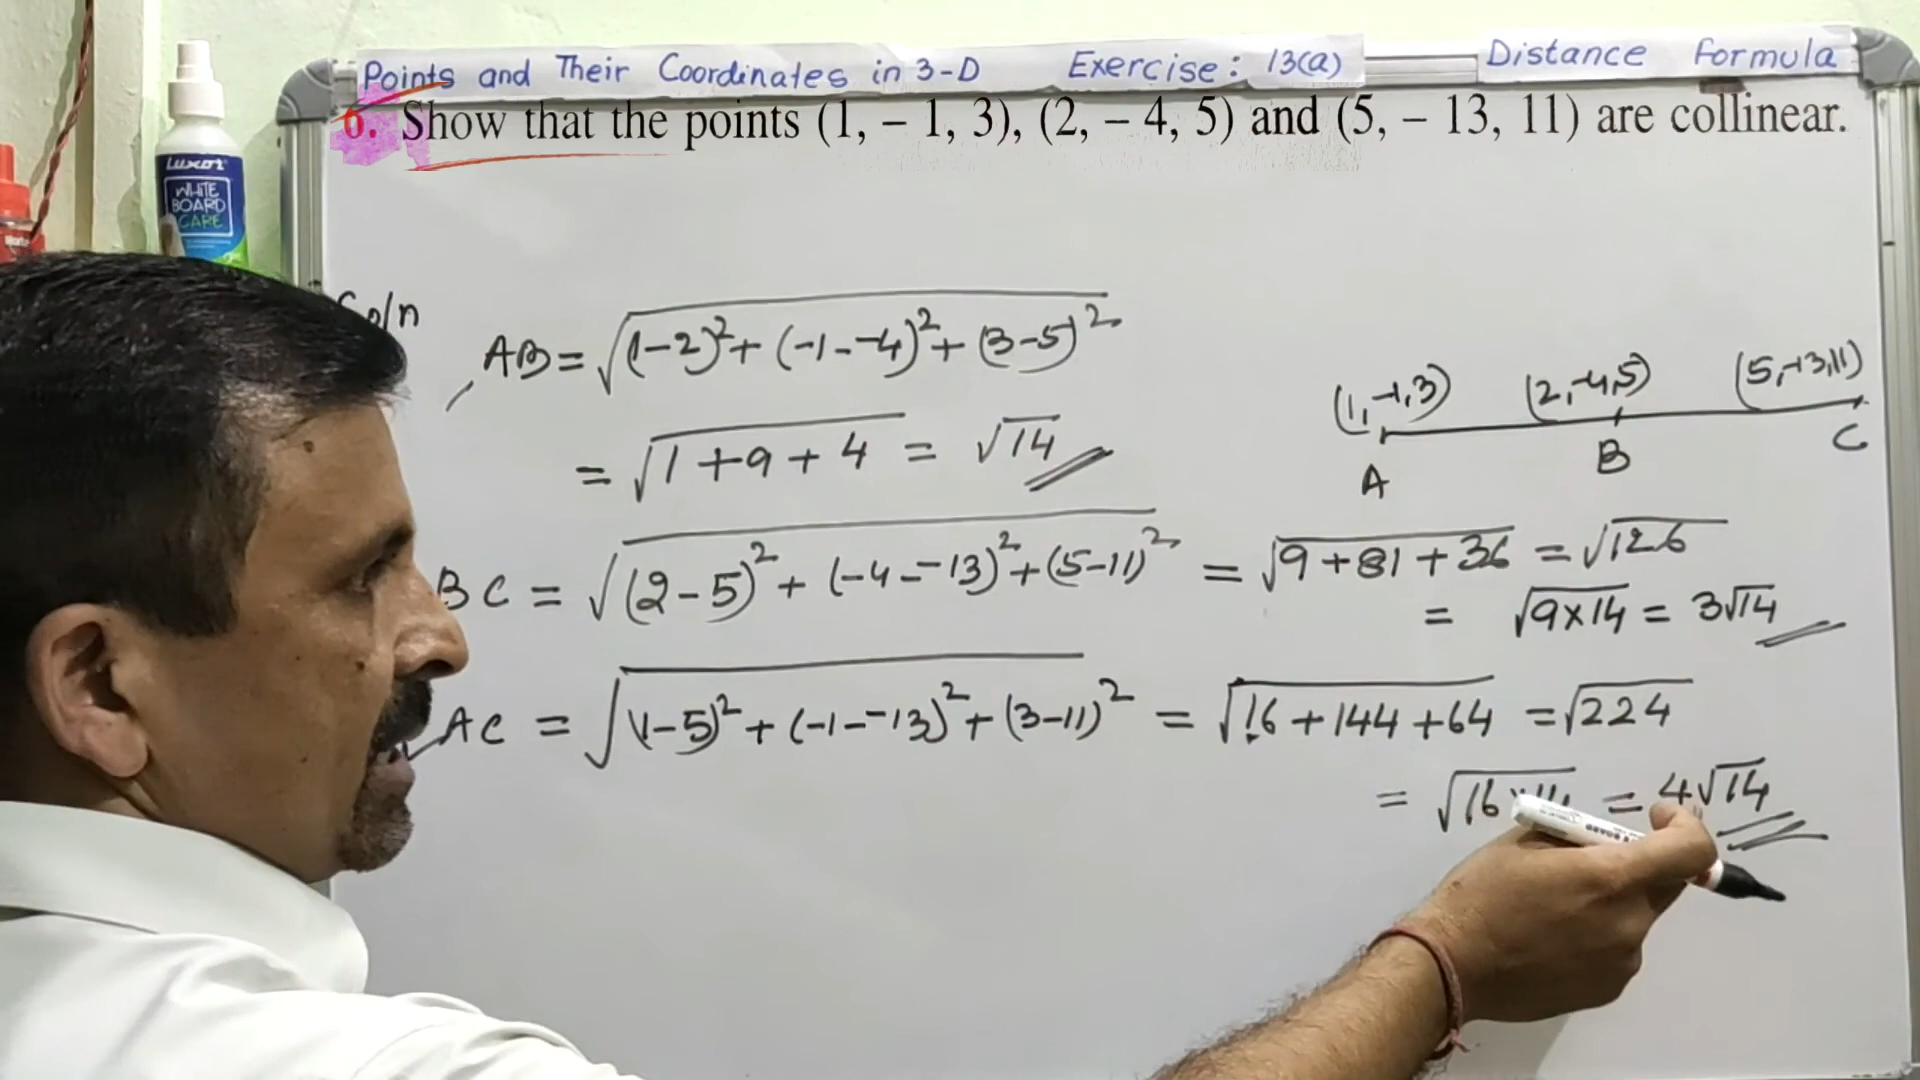 Points and Their Coordinates in 3-D Exercise: 13(a) Distance formula
6. Show that the points (1, – 1, 3), (2, – 4, 5) and (5, – 13, 11) are collinear.
LUXOR
WHITE
BOARD
CARE
Soln
AB = √(1-2)² + (-1--4)² + (3-5)²
= √1+9+4 = √14
(1,-1,3) (2,-4,5) (5,-13,11)
A B C
BC = √(2-5)² + (-4--13)² + (5-11)² = √9+81+36 = √126
= √9×14 = 3√14
AC = √(1-5)² + (-1--13)² + (3-11)² = √16+144+64 = √224
= √16×14 = 4√14